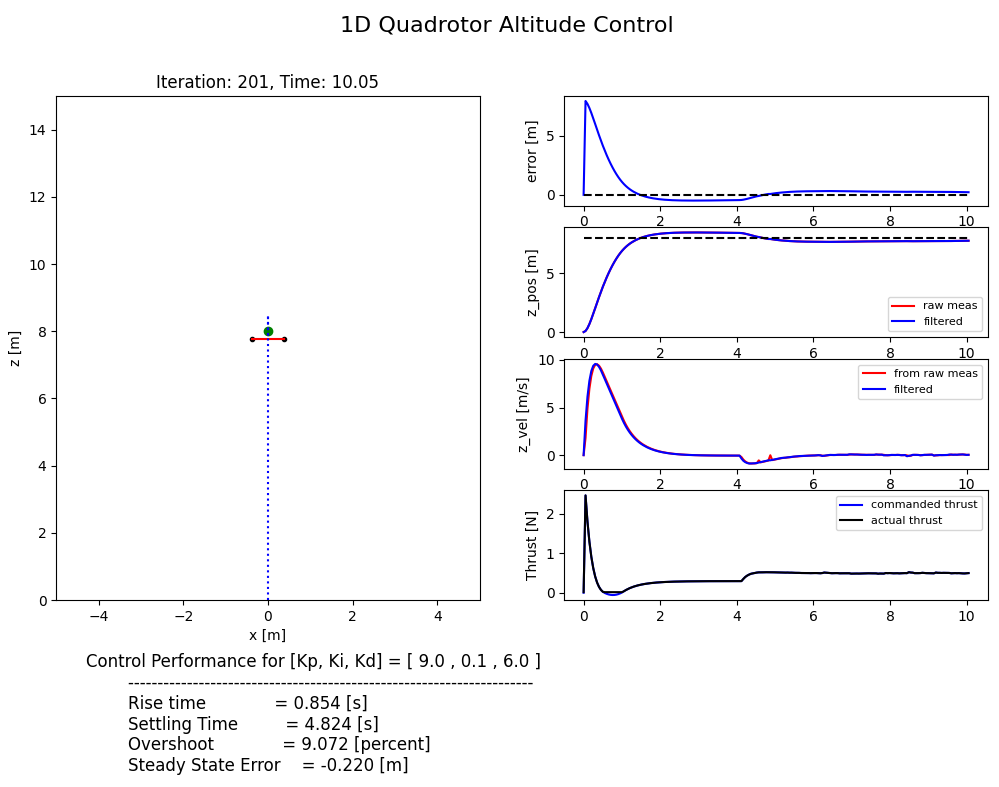 1D Quadrotor Altitude Control
Iteration: 201, Time: 10.05
14
12
10
8
6
4
2
0
z [m]
−4
−2
0
2
4
x [m]
error [m]
5
0
0
2
4
6
8
10
z_pos [m]
5
0
raw meas
filtered
0
2
4
6
8
10
z_vel [m/s]
10
5
0
from raw meas
filtered
0
2
4
6
8
10
Thrust [N]
2
1
0
commanded thrust
actual thrust
0
2
4
6
8
10
Control Performance for [Kp, Ki, Kd] = [ 9.0 , 0.1 , 6.0 ]
--------------------------------------------------------------------
Rise time = 0.854 [s]
Settling Time = 4.824 [s]
Overshoot = 9.072 [percent]
Steady State Error = -0.220 [m]